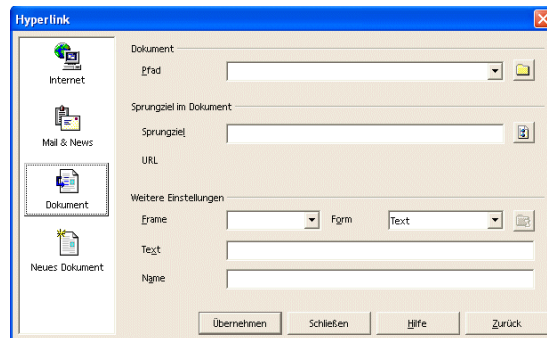 Hyperlink
Internet
Mail & News
Dokument
Neues Dokument
Dokument
Pfad
Sprungziel im Dokument
Sprungziel
URL
Weitere Einstellungen
Frame Form Text
Text
Name
Übernehmen Schließen Hilfe Zurück